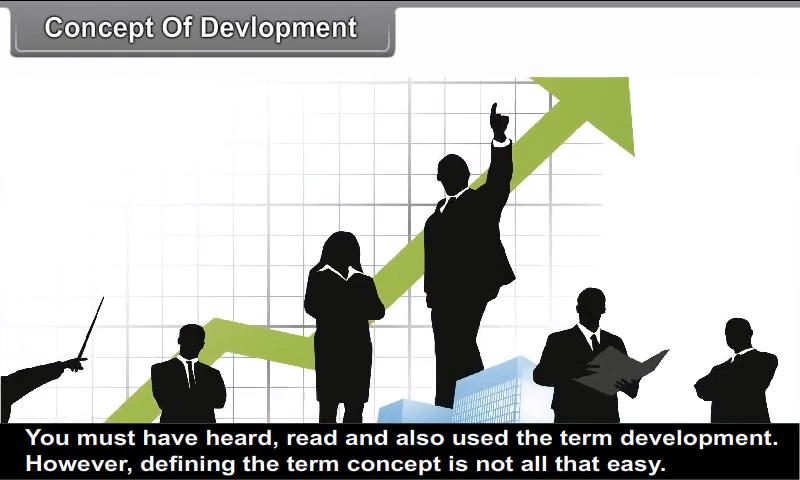 Concept Of Devlopment
You must have heard, read and also used the term development.
However, defining the term concept is not all that easy.